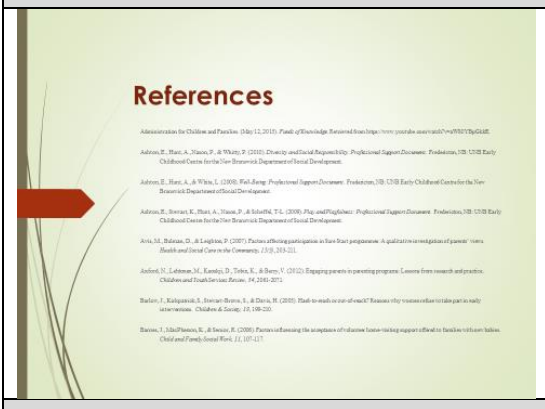 References
Administration for Children and Families. (May 12, 2015). Funds of Knowledge. Retrieved from https://www.youtube.com/watch?v=
Ashton, E., Hunt, A., Nason, P., & Whitty, P. (2010). Diversity and Social Responsibility: Professional Support Document. Fredericton, NB: UNB Early
Childhood Centre for the New Brunswick Department of Social Development.
Ashton, E., Hunt, A., & White, L. (2008). Well-Being: Professional Support Document. Fredericton, NB: UNB Early Childhood Centre for the New
Brunswick Department of Social Development.
Ashton, E., Stewart, K., Hunt, A., Nason, P., & Scheffel, T-L. (2009). Play and Playfulness: Professional Support Document. Fredericton, NB: UNB Early
Childhood Centre for the New Brunswick Department of Social Development.
Avis, M., Bulman, D., & Leighton, P. (2007). Factors affecting participation in Sure Start programmes: A qualitative investigation of parents' views.
Health and Social Care in the Community, 15(3), 203-211.
Axford, N., Lehtonen, M., Kaoukji, D., Tobin, K., & Berry, V. (2012). Engaging parents in parenting programs: Lessons from research and practice.
Children and Youth Services Review, 34, 2061-2071.
Barlow, J., Kirkpatrick, S., Stewart-Brown, S., & Davis, H. (2005). Hard-to-reach or out-of-reach? Reasons why women refuse to take part in early
interventions. Children & Society, 19, 199-210.
Barnes, J., MacPherson, K., & Senior, R. (2006). Factors influencing the acceptance of volunteer home-visiting support offered to families with new babies.
Child and Family Social Work, 11, 107-117.